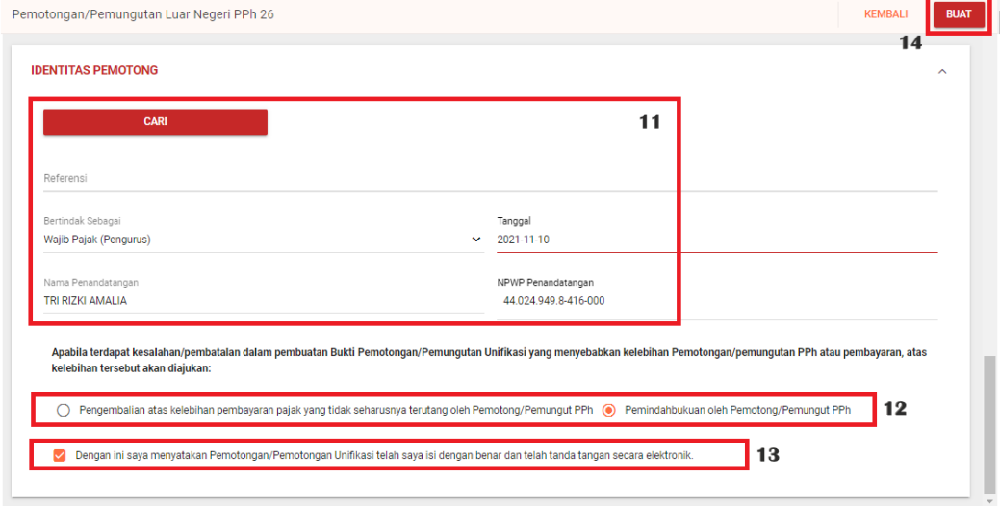 Pemotongan/Pemungutan Luar Negeri PPh 26
KEMBALI
BUAT
14
IDENTITAS PEMOTONG
CARI
11
Referensi
Bertindak Sebagai
Tanggal
Wajib Pajak (Pengurus)
2021-11-10
Nama Penandatangan
NPWP Penandatangan
TRI RIZKI AMALIA
44.024.949.8-416-000
Apabila terdapat kesalahan/pembatalan dalam pembuatan Bukti Pemotongan/Pemungutan Unifikasi yang menyebabkan kelebihan Pemotongan/pemungutan PPh atau pembayaran, atas
kelebihan tersebut akan diajukan:
Pengembalian atas kelebihan pembayaran pajak yang tidak seharusnya terutang oleh Pemotong/Pemungut PPh
Pemindahbukuan oleh Pemotong/Pemungut PPh
12
Dengan ini saya menyatakan Pemotongan/Pemotongan Unifikasi telah saya isi dengan benar dan telah tanda tangan secara elektronik.
13